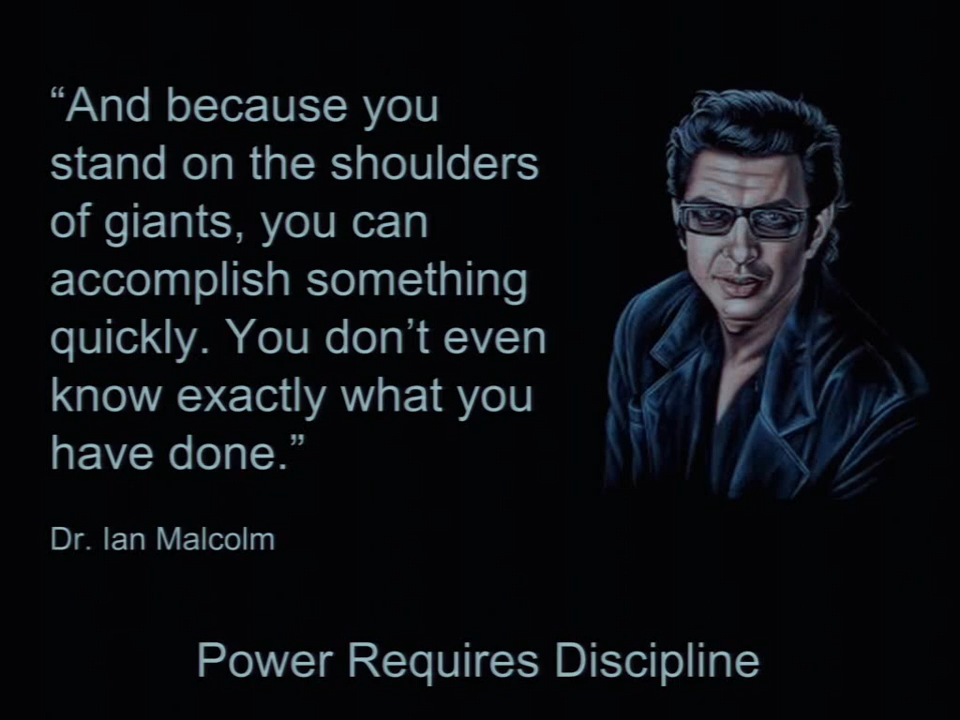 “And because you
stand on the shoulders
of giants, you can
accomplish something
quickly. You don’t even
know exactly what you
have done.”
Dr. Ian Malcolm
Power Requires Discipline